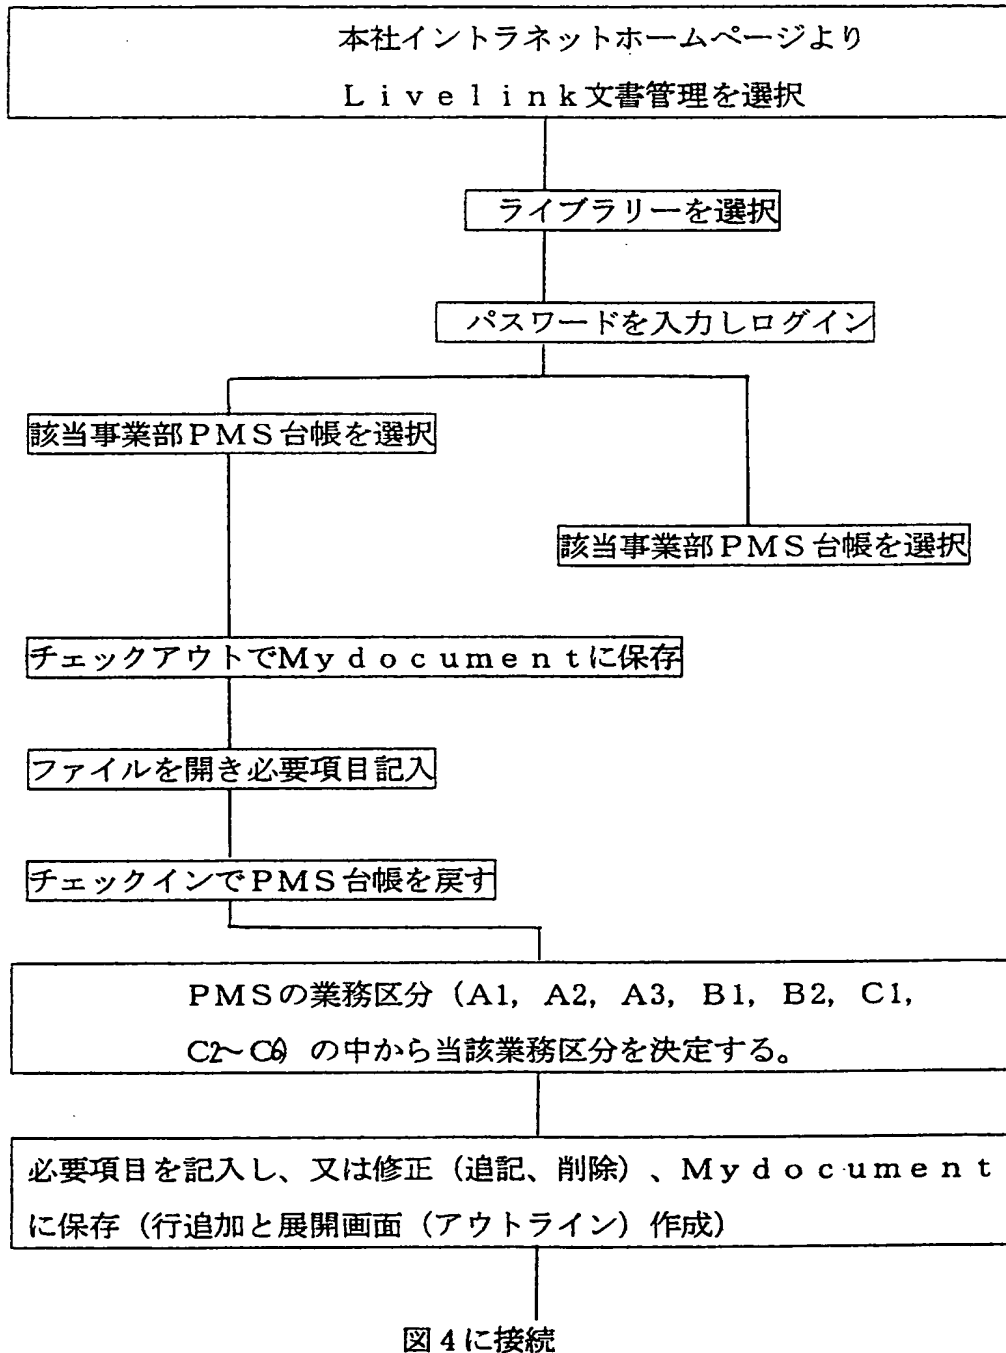 本社イントラネットホームページより
Ｌｉｖｅｌｉｎｋ文書管理を選択
ライブラリーを選択
パスワードを入力しログイン
該当事業部ＰＭＳ台帳を選択
該当事業部ＰＭＳ台帳を選択
チェックアウトでＭｙｄｏｃｕｍｅｎｔに保存
ファイルを開き必要項目記入
チェックインでＰＭＳ台帳を戻す
ＰＭＳの業務区分（A1，A2，A3，B1，B2，C1，
C2～C6）の中から当該業務区分を決定する。
必要項目を記入し、又は修正（追記、削除）、Ｍｙｄｏｃｕｍｅｎｔ
に保存（行追加と展開画面（アウトライン）作成）
図４に接続